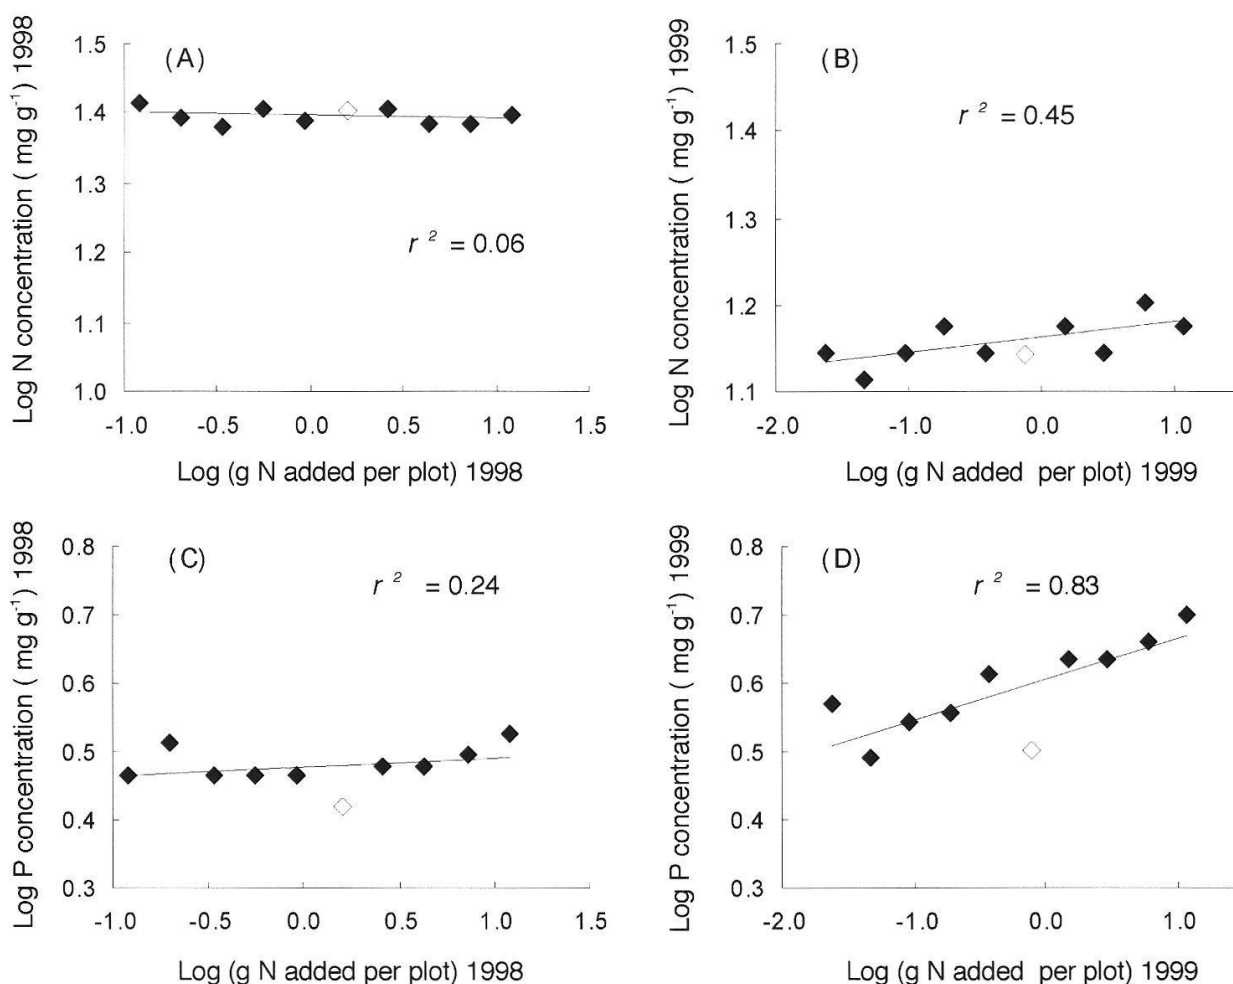 Log N concentration ( mg g⁻¹) 1998
1.5
1.4
1.3
1.2
1.1
1.0
(A)
r ² = 0.06
-1.0 -0.5 0.0 0.5 1.0 1.5
Log (g N added per plot) 1998
Log N concentration ( mg g⁻¹) 1999
1.5
1.4
1.3
1.2
1.1
(B)
r ² = 0.45
-2.0 -1.0 0.0 1.0
Log (g N added per plot) 1999
Log P concentration ( mg g⁻¹) 1998
0.8
0.7
0.6
0.5
0.4
0.3
(C)
r ² = 0.24
-1.0 -0.5 0.0 0.5 1.0 1.5
Log (g N added per plot) 1998
Log P concentration ( mg g⁻¹) 1999
0.8
0.7
0.6
0.5
0.4
0.3
(D)
r ² = 0.83
-2.0 -1.0 0.0 1.0
Log (g N added per plot) 1999